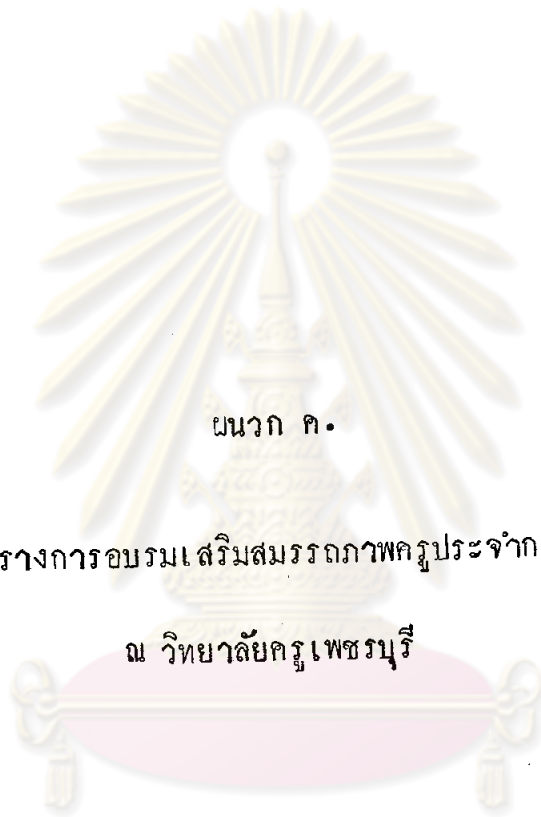 ผนวก ค.
รางการอบรมเสริมสมรรถภาพครูประจำก
ณ วิทยาลัยครูเพชรบุรี